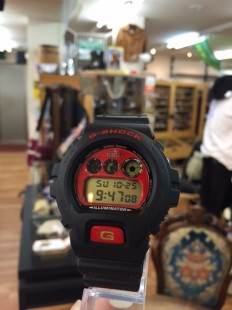 G-SHOCK
SU 10-25
9:47 08
ILLUMINATOR
G